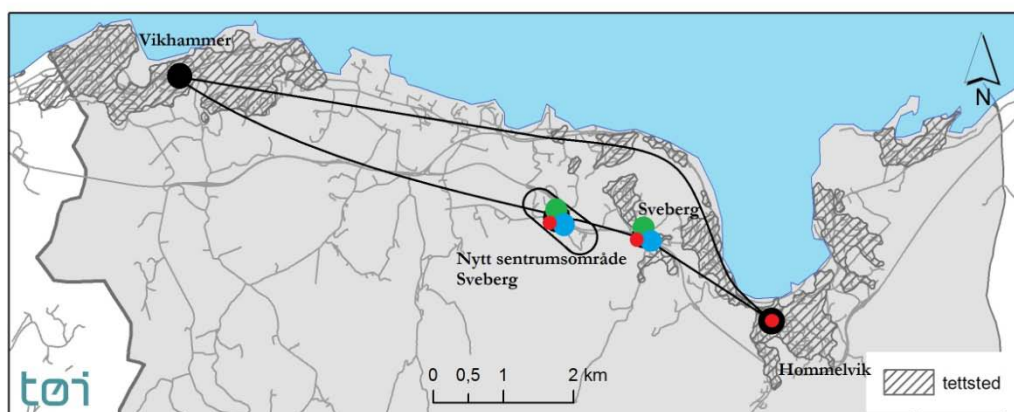 Vikhammer
N
Sveberg
Nytt sentrumsområde
Sveberg
Hommelvik
0 0,5 1 2 km
tettsted
tøi